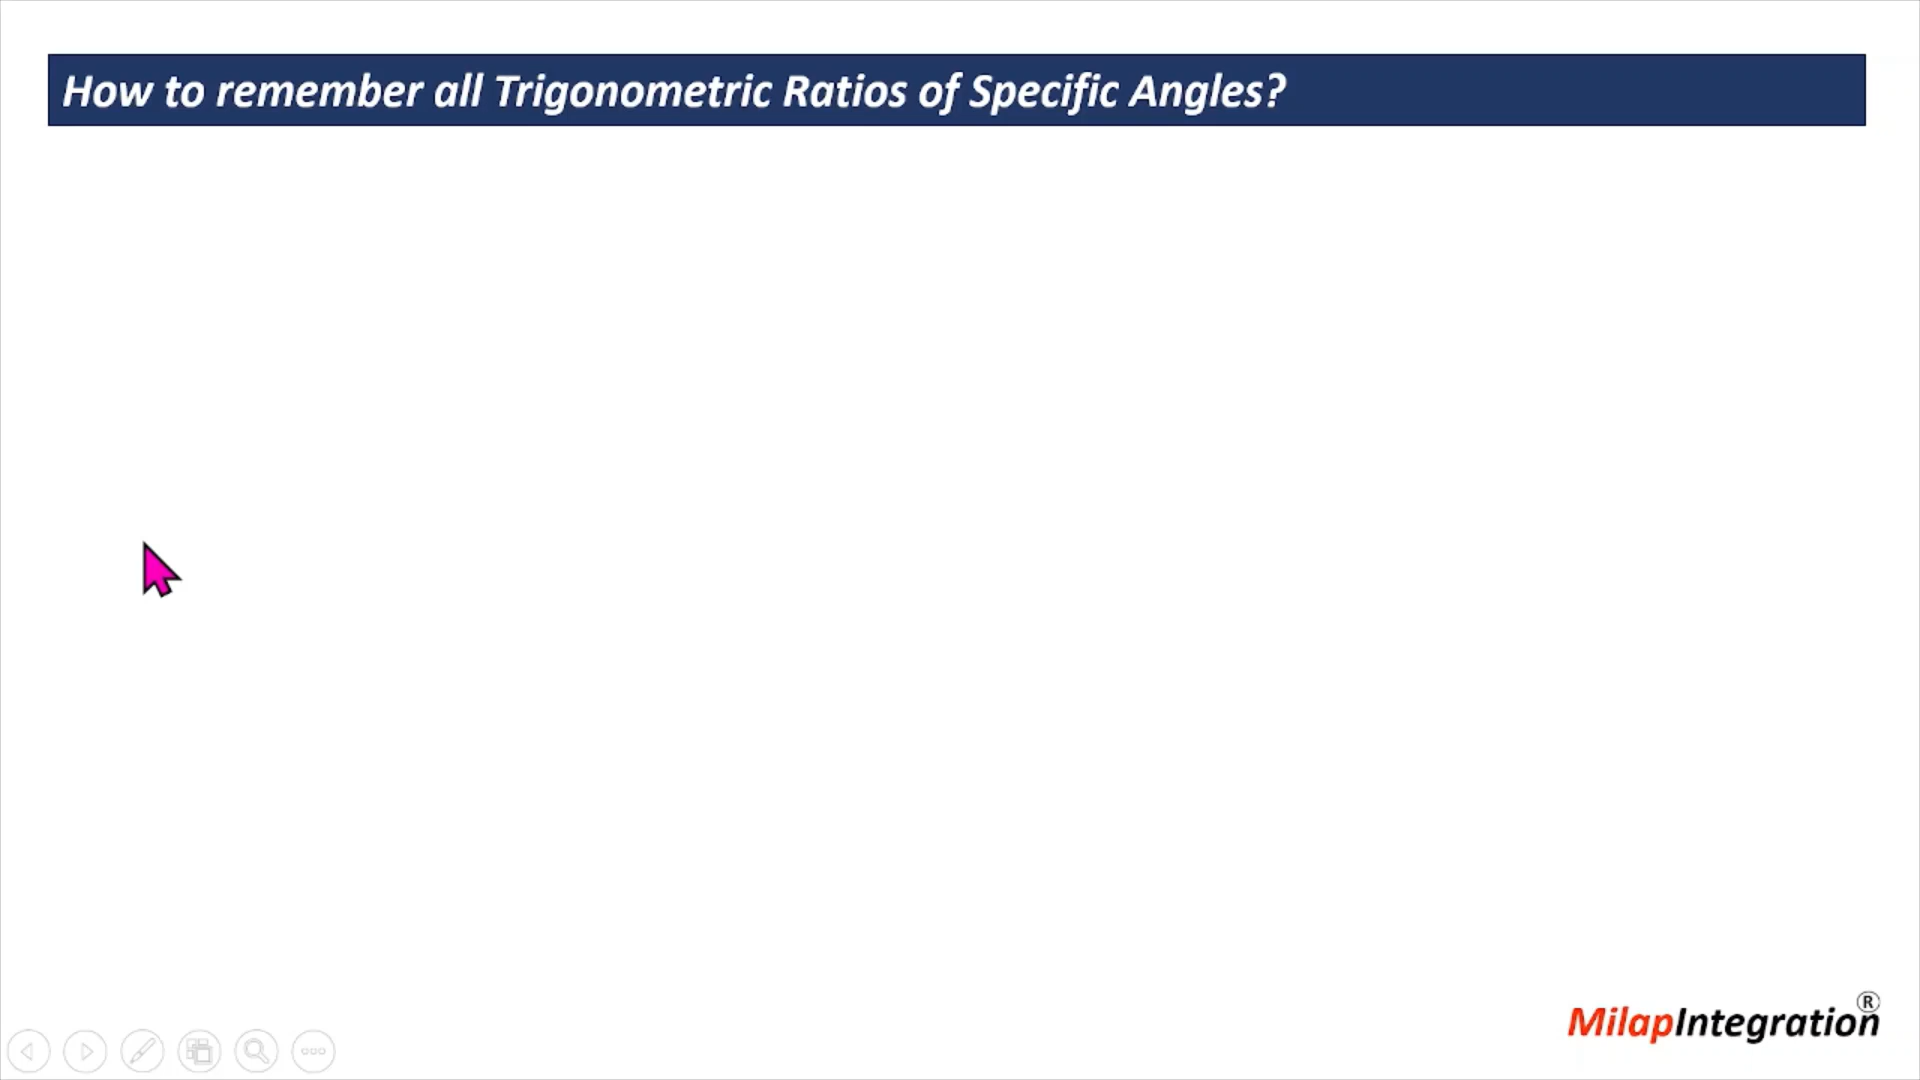 How to remember all Trigonometric Ratios of Specific Angles?
MilapIntegration®